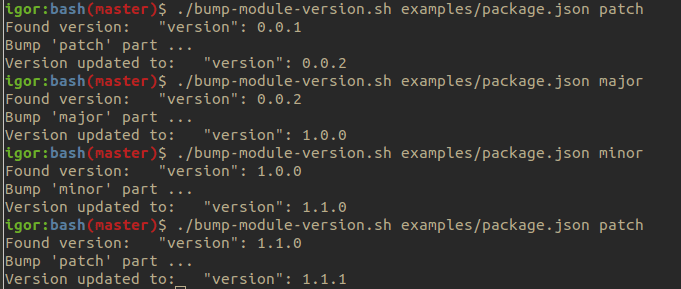 igor:bash(master)$ ./bump-module-version.sh examples/package.json patch
Found version:   "version": 0.0.1
Bump 'patch' part ...
Version updated to:   "version": 0.0.2
igor:bash(master)$ ./bump-module-version.sh examples/package.json major
Found version:   "version": 0.0.2
Bump 'major' part ...
Version updated to:   "version": 1.0.0
igor:bash(master)$ ./bump-module-version.sh examples/package.json minor
Found version:   "version": 1.0.0
Bump 'minor' part ...
Version updated to:   "version": 1.1.0
igor:bash(master)$ ./bump-module-version.sh examples/package.json patch
Found version:   "version": 1.1.0
Bump 'patch' part ...
Version updated to:   "version": 1.1.1